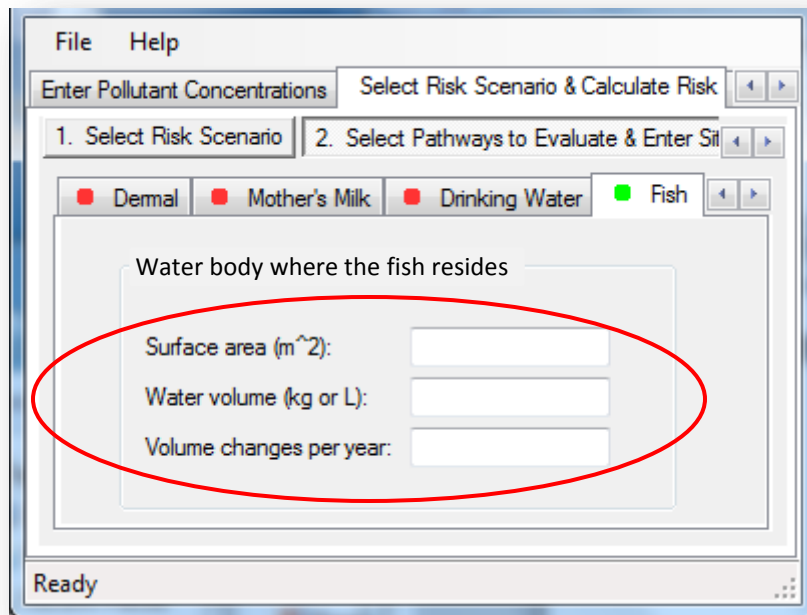 File Help
Enter Pollutant Concentrations Select Risk Scenario & Calculate Risk
1. Select Risk Scenario 2. Select Pathways to Evaluate & Enter Sit
Dermal Mother's Milk Drinking Water Fish
Water body where the fish resides
Surface area (m^2):
Water volume (kg or L):
Volume changes per year:
Ready